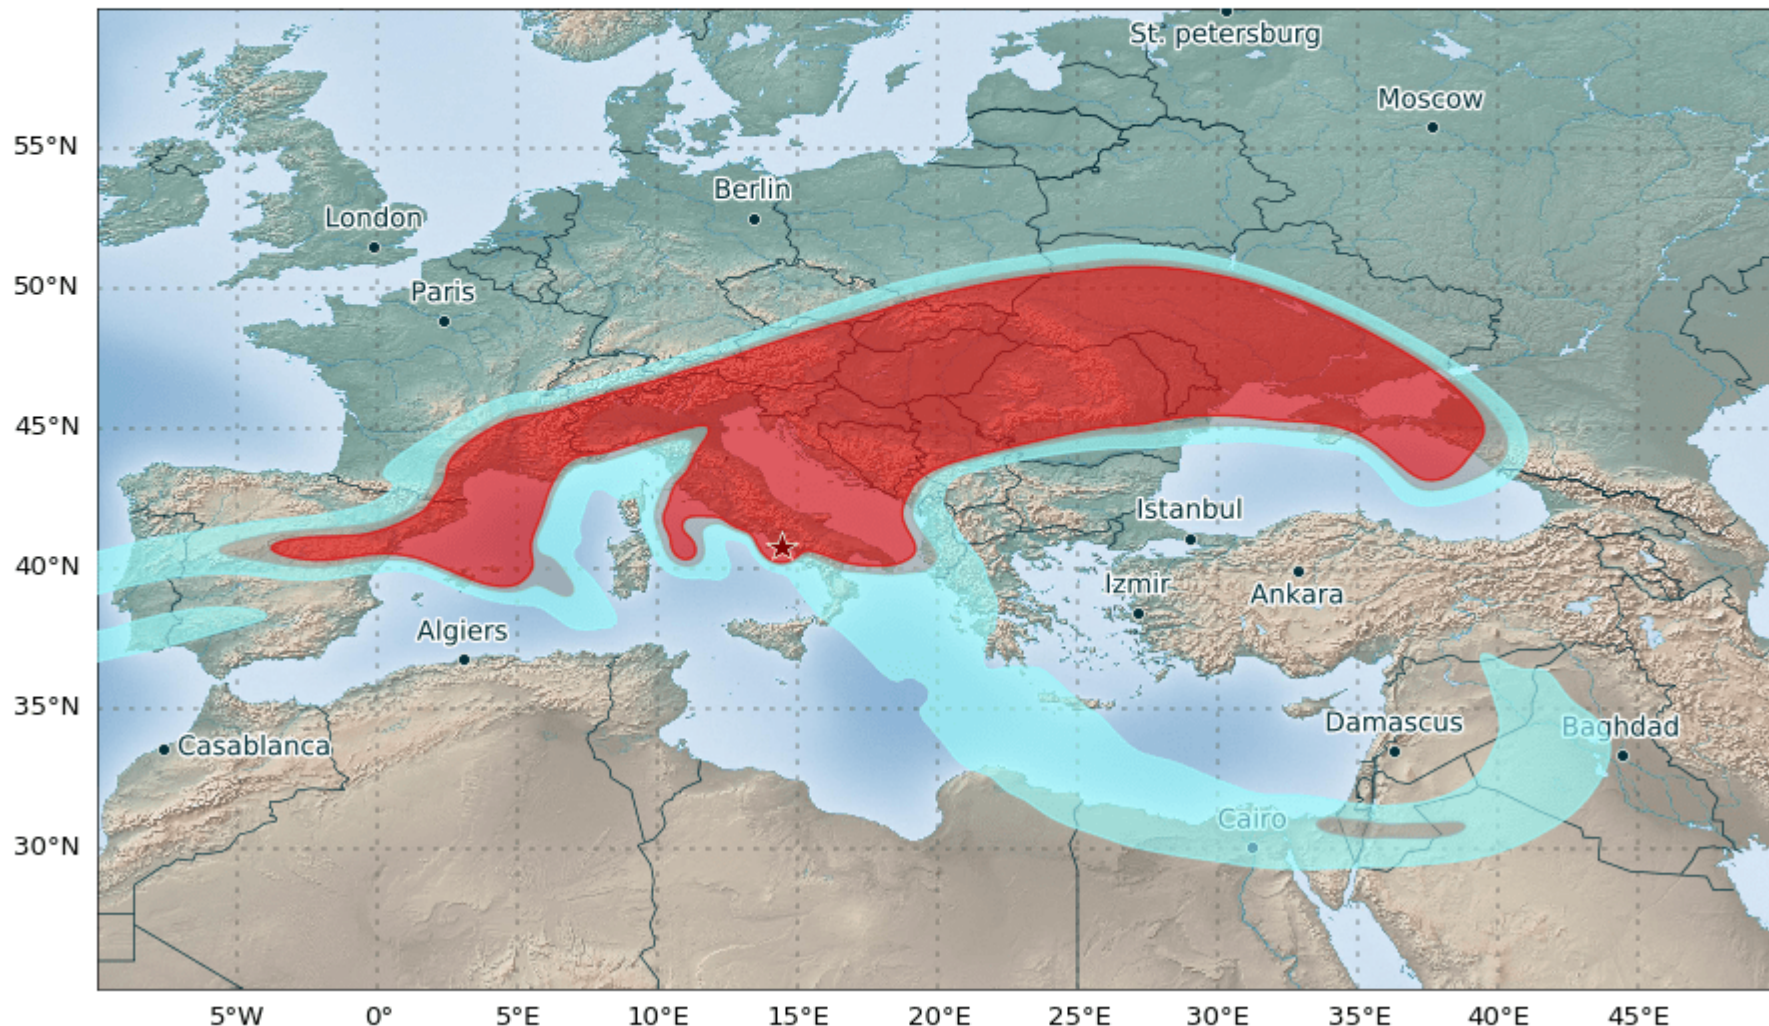 St. petersburg
Moscow
55°N
Berlin
London
50°N
Paris
45°N
Istanbul
40°N
Izmir
Ankara
Algiers
35°N
Damascus
Baghdad
Casablanca
Cairo
30°N
5°W
0°
5°E
10°E
15°E
20°E
25°E
30°E
35°E
40°E
45°E